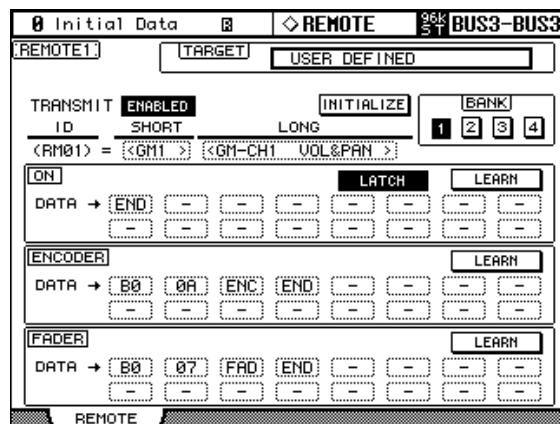 0 Initial Data R ◇REMOTE 96k ST BUS3-BUS3
REMOTE1 TARGET USER DEFINED
TRANSMIT ENABLED INITIALIZE BANK
ID SHORT LONG 1 2 3 4
(RM01) = <GM1 > <GM-CH1 VOL&PAN >
ON LATCH LEARN
DATA → END - - - - - - -
- - - - - - - -
ENCODER LEARN
DATA → B0 0A ENC END - - - -
- - - - - - - -
FADER LEARN
DATA → B0 07 FAD END - - - -
- - - - - - - -
REMOTE